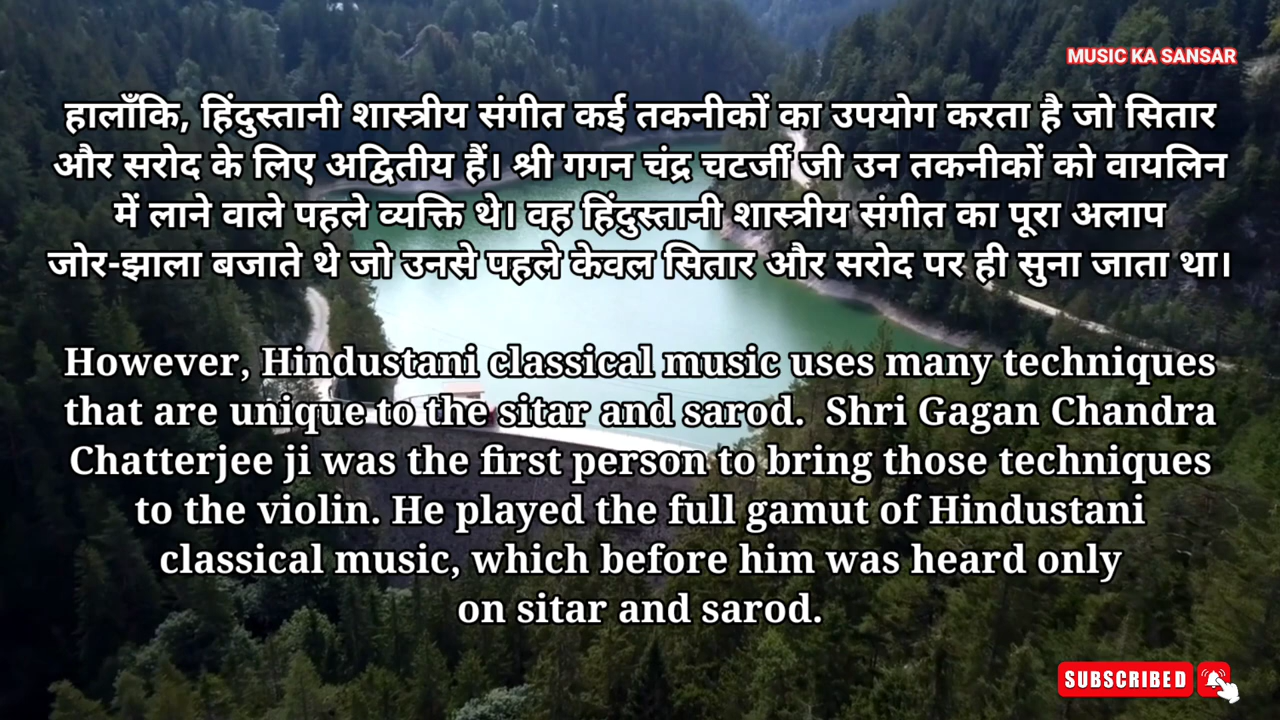 MUSIC KA SANSAR
हालाँकि, हिंदुस्तानी शास्त्रीय संगीत कई तकनीकों का उपयोग करता है जो सितार
और सरोद के लिए अद्वितीय हैं। श्री गगन चंद्र चटर्जी जी उन तकनीकों को वायलिन
में लाने वाले पहले व्यक्ति थे। वह हिंदुस्तानी शास्त्रीय संगीत का पूरा अलाप
जोर-झाला बजाते थे जो उनसे पहले केवल सितार और सरोद पर ही सुना जाता था।
However, Hindustani classical music uses many techniques
that are unique to the sitar and sarod. Shri Gagan Chandra
Chatterjee ji was the first person to bring those techniques
to the violin. He played the full gamut of Hindustani
classical music, which before him was heard only
on sitar and sarod.
SUBSCRIBED